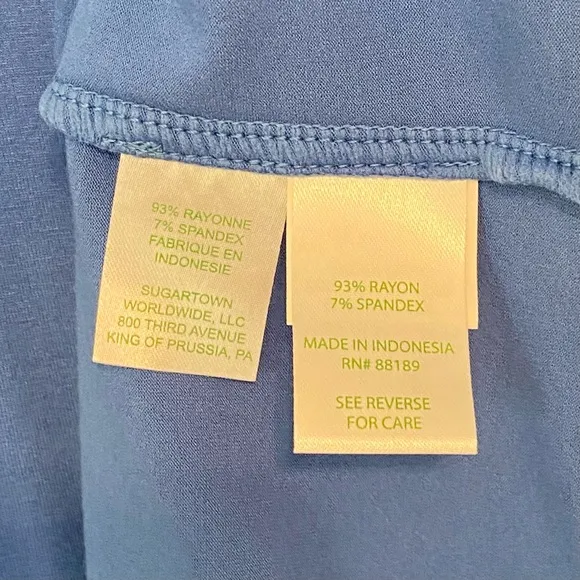 93% RAYONNE
7% SPANDEX
FABRIQUE EN
INDONESIE
SUGARTOWN
WORLDWIDE, LLC
800 THIRD AVENUE
KING OF PRUSSIA, PA
93% RAYON
7% SPANDEX
MADE IN INDONESIA
RN# 88189
SEE REVERSE
FOR CARE